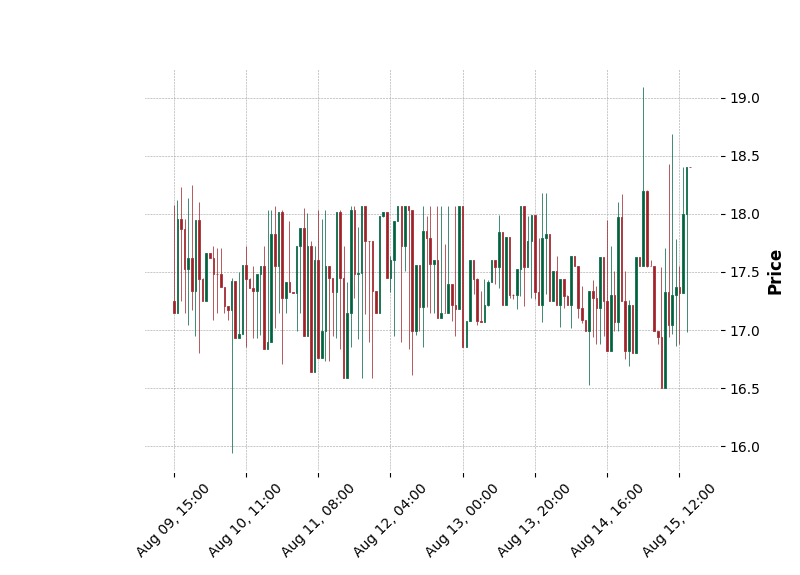 19.0
18.5
18.0
17.5
17.0
16.5
16.0
Price
Aug 09, 15:00
Aug 10, 11:00
Aug 11, 08:00
Aug 12, 04:00
Aug 13, 00:00
Aug 13, 20:00
Aug 14, 16:00
Aug 15, 12:00